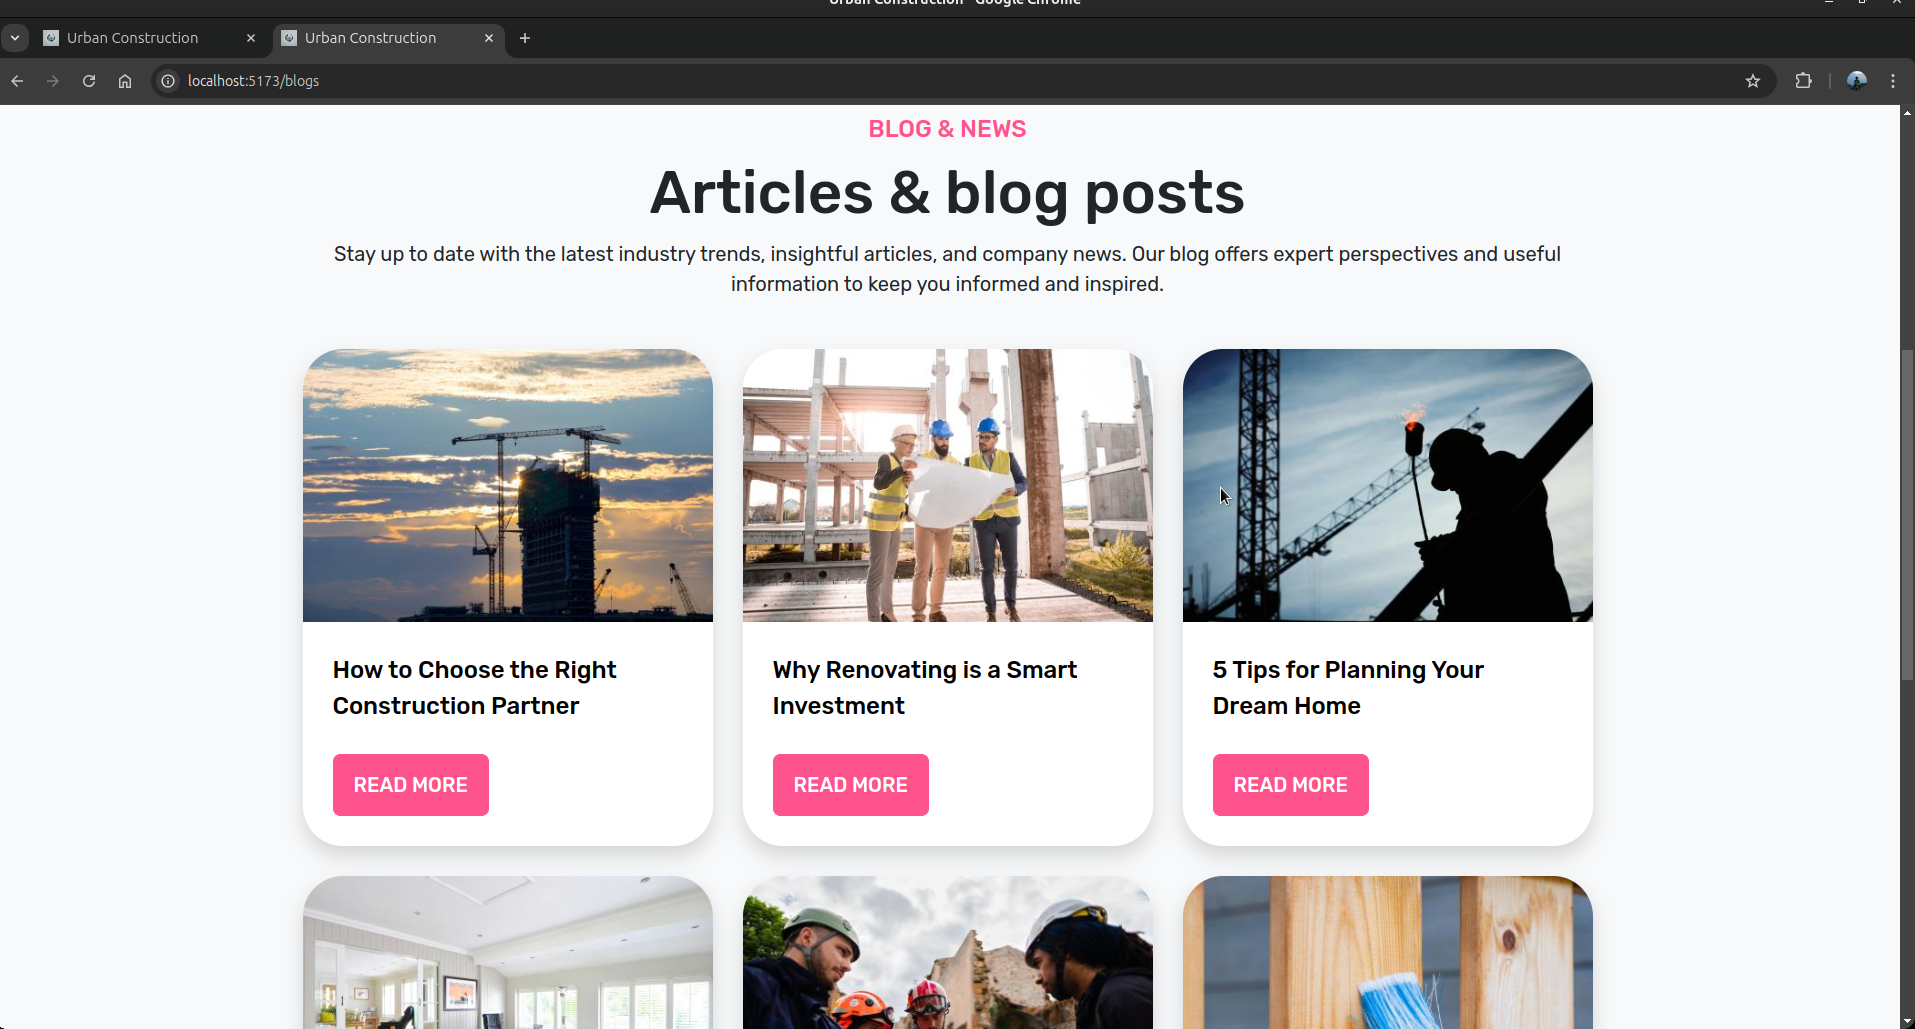 Urban Construction - Google Chrome
Urban Construction
Urban Construction
localhost:5173/blogs
BLOG & NEWS
Articles & blog posts
Stay up to date with the latest industry trends, insightful articles, and company news. Our blog offers expert perspectives and useful
information to keep you informed and inspired.
How to Choose the Right
Construction Partner
READ MORE
Why Renovating is a Smart
Investment
READ MORE
5 Tips for Planning Your
Dream Home
READ MORE